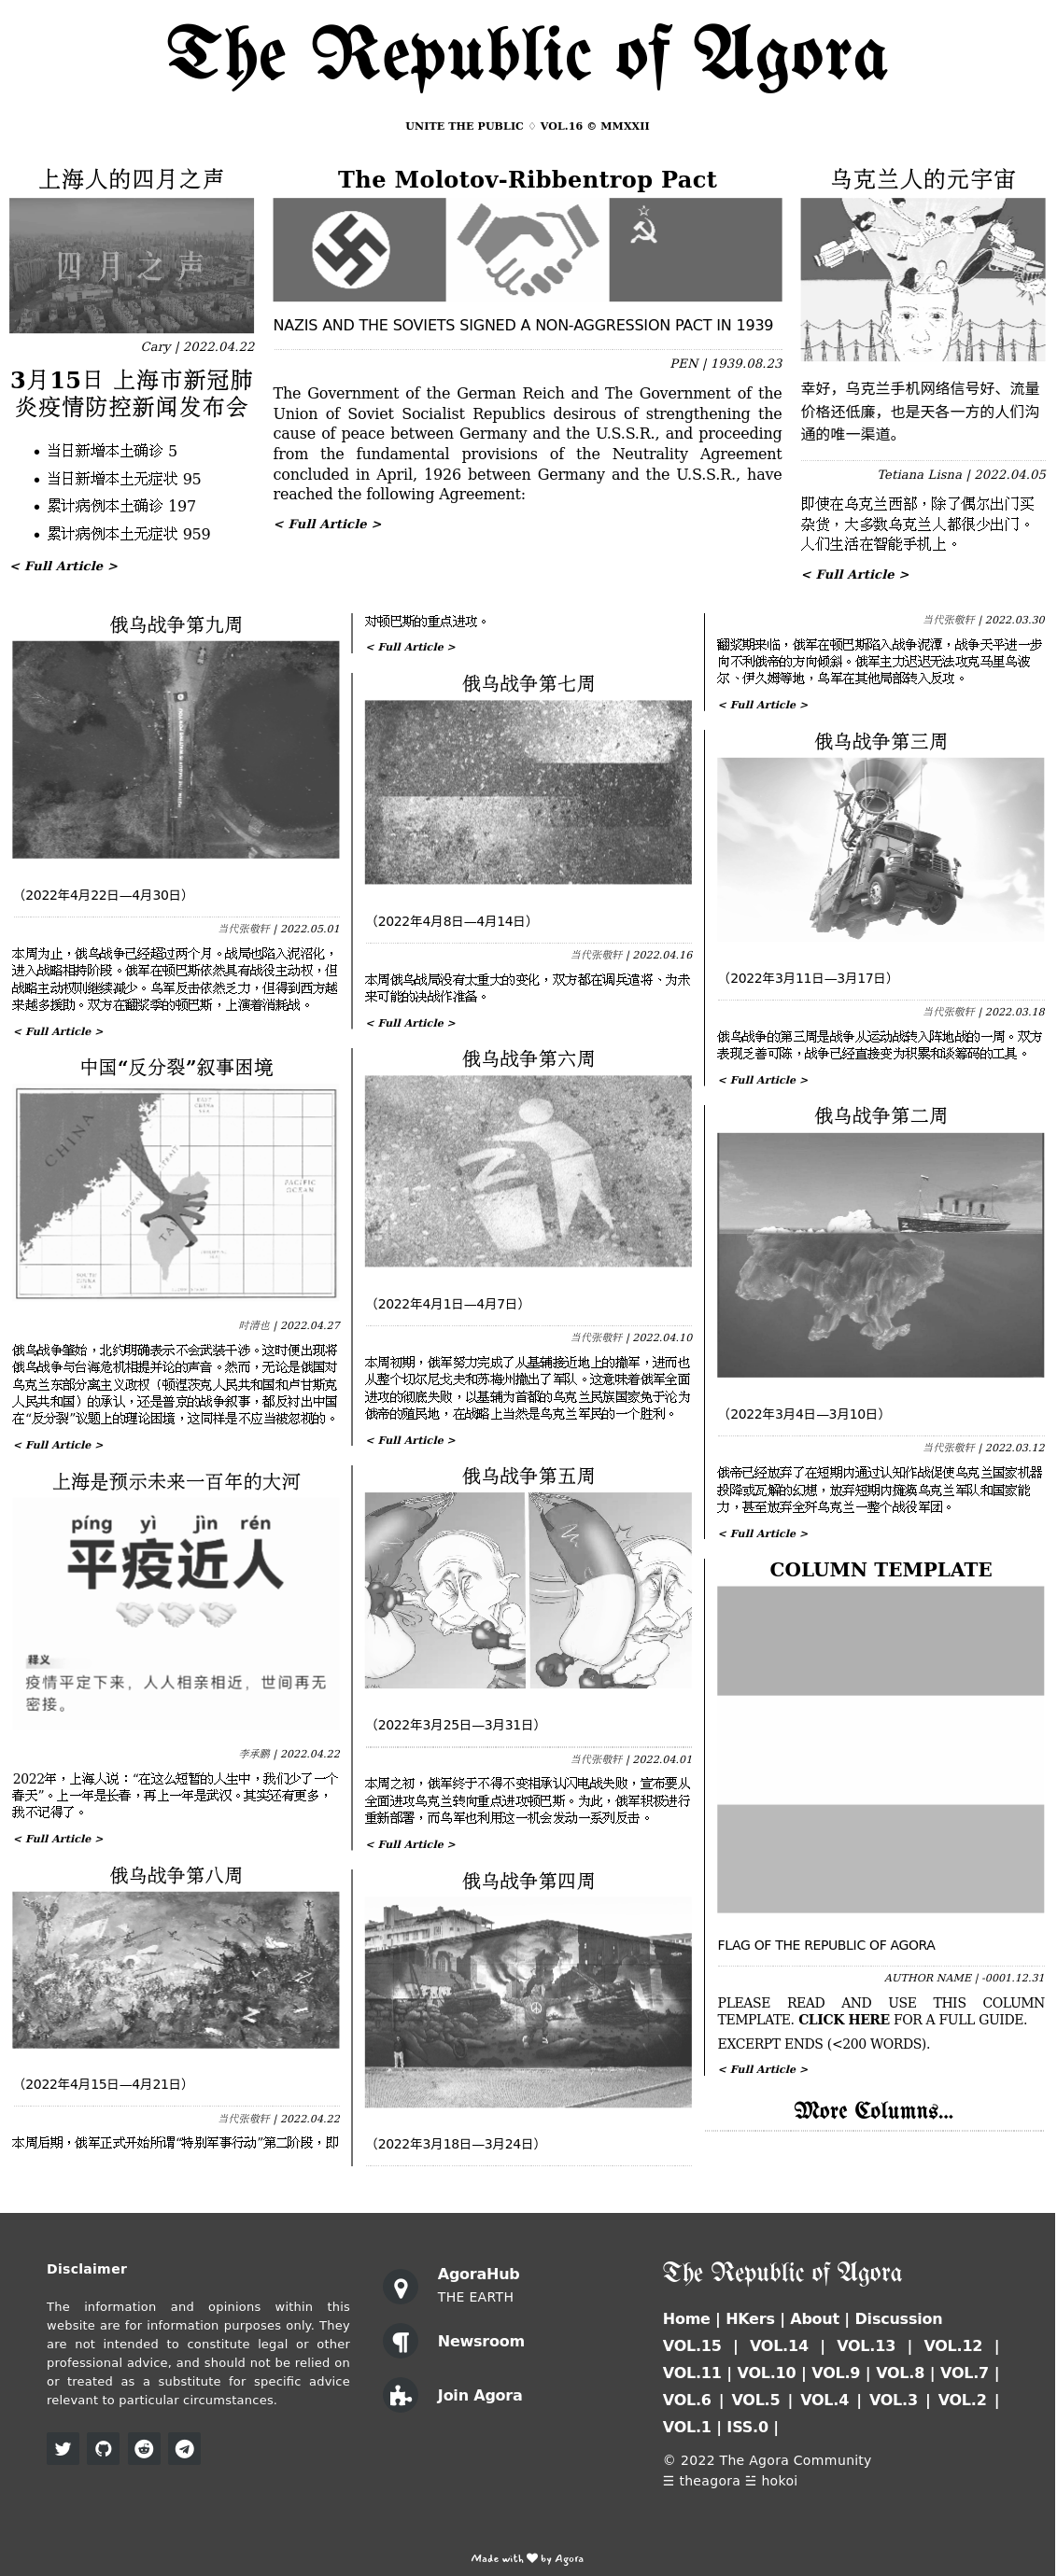 The Republic of Agora
UNITE THE PUBLIC ♢ VOL.16 © MMXXII
上海人的四月之声
四月之声
Cary | 2022.04.22
3月15日 上海市新冠肺
炎疫情防控新闻发布会
• 当日新增本土确诊 5
• 当日新增本土无症状 95
• 累计病例本土确诊 197
• 累计病例本土无症状 959
< Full Article >
The Molotov-Ribbentrop Pact
NAZIS AND THE SOVIETS SIGNED A NON-AGGRESSION PACT IN 1939
PEN | 1939.08.23
The Government of the German Reich and The Government of the
Union of Soviet Socialist Republics desirous of strengthening the
cause of peace between Germany and the U.S.S.R., and proceeding
from the fundamental provisions of the Neutrality Agreement
concluded in April, 1926 between Germany and the U.S.S.R., have
reached the following Agreement:
< Full Article >
乌克兰人的元宇宙
幸好，乌克兰手机网络信号好、流量
价格还低廉，也是天各一方的人们沟
通的唯一渠道。
Tetiana Lisna | 2022.04.05
即使在乌克兰西部，除了偶尔出门买
杂货，大多数乌克兰人都很少出门。
人们生活在智能手机上。
< Full Article >
俄乌战争第九周
（2022年4月22日—4月30日）
当代张敬轩 | 2022.05.01
本周为止，俄乌战争已经超过两个月。战局也陷入泥沼化，
进入战略相持阶段。俄军在顿巴斯依然具有战役主动权，但
战略主动权则继续减少。乌军反击依然乏力，但得到西方越
来越多援助。双方在翻浆季的顿巴斯，上演着消耗战。
< Full Article >
中国“反分裂”叙事困境
CHINA
EAST CHINA SEA
TAIWAN STRAIT
PACIFIC OCEAN
SOUTH CHINA SEA
时渭也 | 2022.04.27
俄乌战争肇始，北约明确表示不会武装干涉。这时便出现将
俄乌战争与台海危机相提并论的声音。然而，无论是俄国对
乌克兰东部分离主义政权（顿涅茨克人民共和国和卢甘斯克
人民共和国）的承认，还是普京的战争叙事，都反衬出中国
在“反分裂”议题上的理论困境，这同样是不应当被忽视的。
< Full Article >
上海是预示未来一百年的大河
píng yì jìn rén
平疫近人
释义
疫情平定下来，人人相亲相近，世间再无
密接。
李承鹏 | 2022.04.22
2022年，上海人说：“在这么短暂的人生中，我们少了一个
春天”。上一年是长春，再上一年是武汉。其实还有更多，
我不记得了。
< Full Article >
俄乌战争第八周
（2022年4月15日—4月21日）
当代张敬轩 | 2022.04.22
本周后期，俄军正式开始所谓“特别军事行动”第二阶段，即
对顿巴斯的重点进攻。
< Full Article >
俄乌战争第七周
（2022年4月8日—4月14日）
当代张敬轩 | 2022.04.16
本周俄乌战局没有太重大的变化，双方都在调兵遣将、为未
来可能的决战作准备。
< Full Article >
俄乌战争第六周
（2022年4月1日—4月7日）
当代张敬轩 | 2022.04.10
本周初期，俄军努力完成了从基辅接近地上的撤军，进而也
从整个切尔尼戈夫和苏梅州撤出了军队。这意味着俄军全面
进攻的彻底失败，以基辅为首都的乌克兰民族国家免于沦为
俄帝的殖民地，在战略上当然是乌克兰军民的一个胜利。
< Full Article >
俄乌战争第五周
（2022年3月25日—3月31日）
当代张敬轩 | 2022.04.01
本周之初，俄军终于不得不变相承认闪电战失败，宣布要从
全面进攻乌克兰转向重点进攻顿巴斯。为此，俄军积极进行
重新部署，而乌军也利用这一机会发动一系列反击。
< Full Article >
俄乌战争第四周
（2022年3月18日—3月24日）
当代张敬轩 | 2022.03.30
翻浆期来临，俄军在顿巴斯陷入战争泥潭，战争天平进一步
向不利俄帝的方向倾斜。俄军主力迟迟无法攻克马里乌波
尔、伊久姆等地，乌军在其他局部转入反攻。
< Full Article >
俄乌战争第三周
（2022年3月11日—3月17日）
当代张敬轩 | 2022.03.18
俄乌战争的第三周是战争从运动战转入阵地战的一周。双方
表现乏善可陈，战争已经直接变为积累和谈筹码的工具。
< Full Article >
俄乌战争第二周
（2022年3月4日—3月10日）
当代张敬轩 | 2022.03.12
俄帝已经放弃了在短期内通过认知作战促使乌克兰国家机器
投降或瓦解的幻想，放弃短期内瘫痪乌克兰军队和国家能
力，甚至放弃全歼乌克兰一整个战役军团。
< Full Article >
COLUMN TEMPLATE
FLAG OF THE REPUBLIC OF AGORA
AUTHOR NAME | -0001.12.31
PLEASE READ AND USE THIS COLUMN
TEMPLATE. CLICK HERE FOR A FULL GUIDE.
EXCERPT ENDS (<200 WORDS).
< Full Article >
More Columns...
Disclaimer
The information and opinions within this
website are for information purposes only. They
are not intended to constitute legal or other
professional advice, and should not be relied on
or treated as a substitute for specific advice
relevant to particular circumstances.
AgoraHub
THE EARTH
Newsroom
Join Agora
The Republic of Agora
Home | HKers | About | Discussion
VOL.15 | VOL.14 | VOL.13 | VOL.12 |
VOL.11 | VOL.10 | VOL.9 | VOL.8 | VOL.7 |
VOL.6 | VOL.5 | VOL.4 | VOL.3 | VOL.2 |
VOL.1 | ISS.0 |
© 2022 The Agora Community
☰ theagora ☱ hokoi
Made with ♥ by Agora